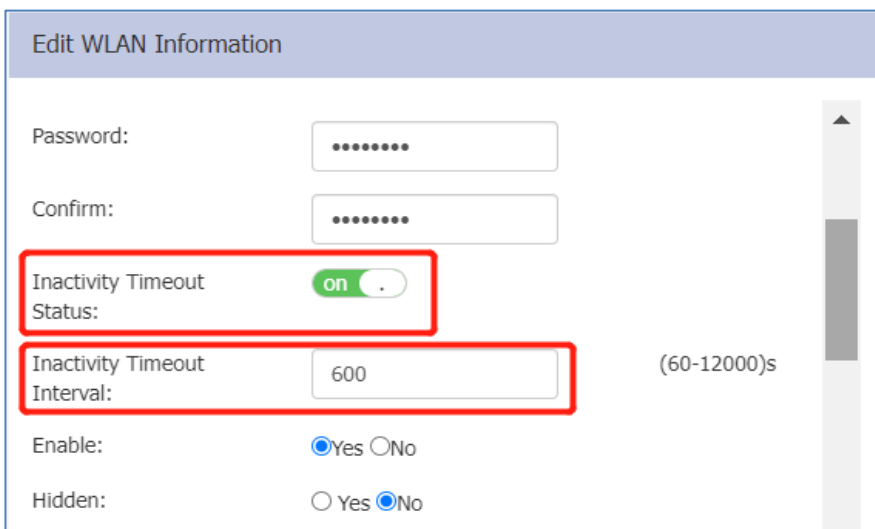 Edit WLAN Information
Password: ••••••••
Confirm: ••••••••
Inactivity Timeout
Status: on .
Inactivity Timeout
Interval: 600 (60-12000)s
Enable: Yes No
Hidden: Yes No